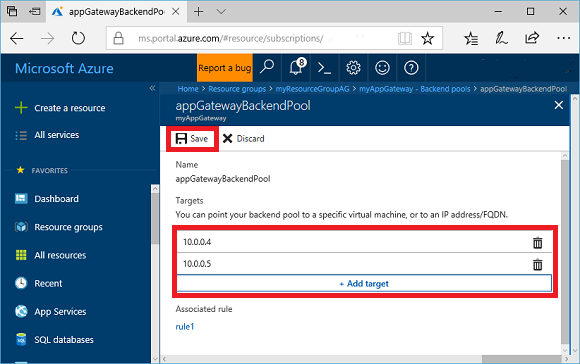 appGatewayBackendPool
ms.portal.azure.com/#resource/subscriptions/
Microsoft Azure
Report a bug
8
Home > Resource groups > myResourceGroupAG > myAppGateway - Backend pools > appGatewayBackendPool
Create a resource
All services
FAVORITES
Dashboard
Resource groups
All resources
Recent
App Services
SQL databases
appGatewayBackendPool
myAppGateway
Save
Discard
Name
appGatewayBackendPool
Targets
You can point your backend pool to a specific virtual machine, or to an IP address/FQDN.
10.0.0.4
10.0.0.5
+ Add target
Associated rule
rule1